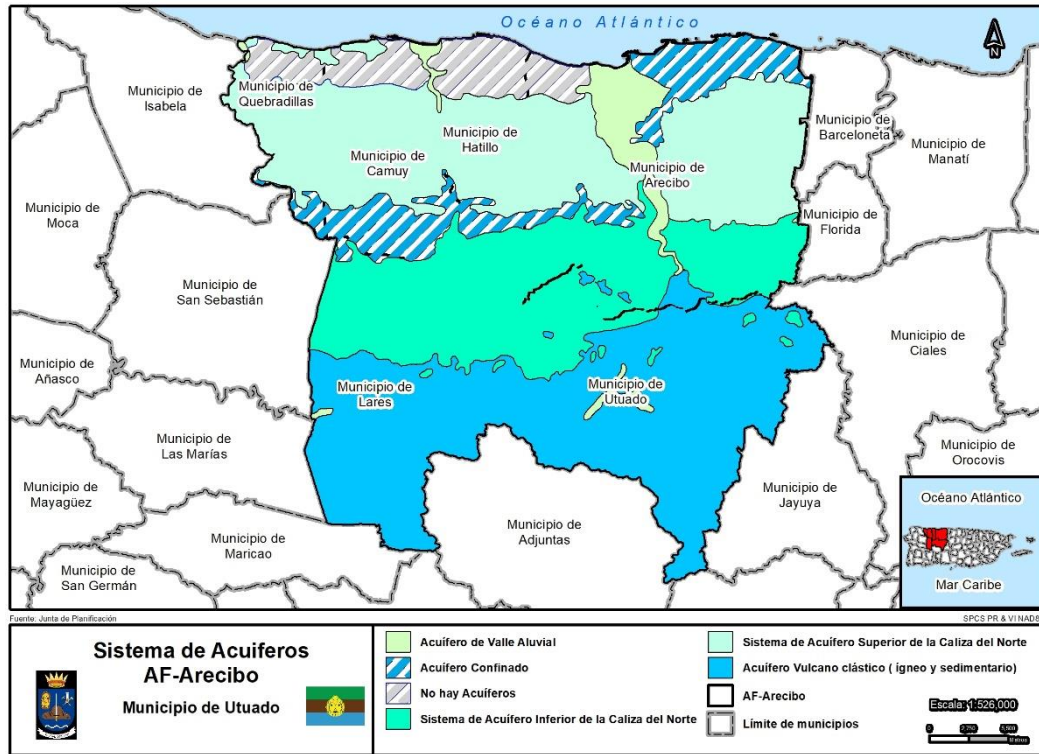 Océano Atlántico
Municipio de
Isabela
Municipio de
Quebradillas
Municipio de
Hatillo
Municipio de
Camuy
Municipio de
Arecibo
Municipio de
Barceloneta
Municipio de
Manatí
Municipio de
Moca
Municipio de
Florida
Municipio de
San Sebastián
Municipio de
Ciales
Municipio de
Añasco
Municipio de
Lares
Municipio de
Utuado
Municipio de
Las Marías
Municipio de
Orocovis
Municipio de
Mayagüez
Municipio de
Jayuya
Municipio de
Adjuntas
Municipio de
Maricao
Municipio de
San Germán
Océano Atlántico
Mar Caribe
Fuente: Junta de Planificación
Sistema de Acuiferos
AF-Arecibo
Municipio de Utuado
Acuífero de Valle Aluvial
Acuífero Confinado
No hay Acuíferos
Sistema de Acuífero Inferior de la Caliza del Norte
Sistema de Acuífero Superior de la Caliza del Norte
Acuífero Vulcano clástico ( ígneo y sedimentario)
AF-Arecibo
Límite de municipios
Escala: 1:526,000
0